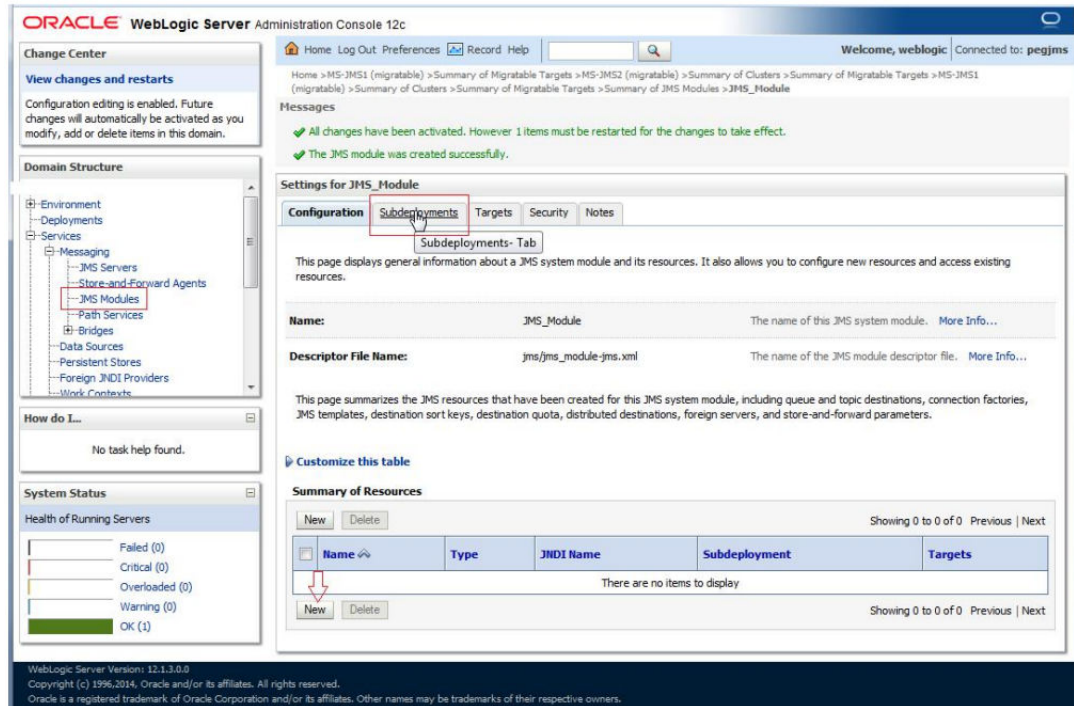 ORACLE WebLogic Server Administration Console 12c
Change Center
View changes and restarts
Configuration editing is enabled. Future
changes will automatically be activated as you
modify, add or delete items in this domain.
Domain Structure
Environment
Deployments
Services
Messaging
JMS Servers
Store-and-Forward Agents
JMS Modules
Path Services
Bridges
Data Sources
Persistent Stores
Foreign JNDI Providers
Work Contexts
How do I...
No task help found.
System Status
Health of Running Servers
Failed (0)
Critical (0)
Overloaded (0)
Warning (0)
OK (1)
Home Log Out Preferences Record Help
Welcome, weblogic Connected to: pegjms
Home >MS-JMS1 (migratable) >Summary of Migratable Targets >MS-JMS2 (migratable) >Summary of Clusters >Summary of Migratable Targets >MS-JMS1
(migratable) >Summary of Clusters >Summary of Migratable Targets >Summary of JMS Modules >JMS_Module
Messages
All changes have been activated. However 1 items must be restarted for the changes to take effect.
The JMS module was created successfully.
Settings for JMS_Module
Configuration Subdeployments Targets Security Notes
Subdeployments- Tab
This page displays general information about a JMS system module and its resources. It also allows you to configure new resources and access existing
resources.
Name: JMS_Module The name of this JMS system module. More Info...
Descriptor File Name: jms/jms_module-jms.xml The name of the JMS module descriptor file. More Info...
This page summarizes the JMS resources that have been created for this JMS system module, including queue and topic destinations, connection factories,
JMS templates, destination sort keys, destination quota, distributed destinations, foreign servers, and store-and-forward parameters.
Customize this table
Summary of Resources
New Delete Showing 0 to 0 of 0 Previous | Next
Name Type JNDI Name Subdeployment Targets
There are no items to display
New Delete Showing 0 to 0 of 0 Previous | Next
WebLogic Server Version: 12.1.3.0.0
Copyright (c) 1996,2014, Oracle and/or its affiliates. All rights reserved.
Oracle is a registered trademark of Oracle Corporation and/or its affiliates. Other names may be trademarks of their respective owners.